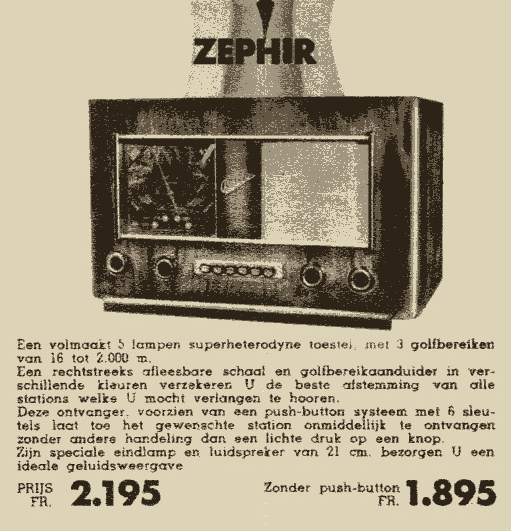 ZEPHIR
Een volmaakt 5 lampen superheterodyne toestel, met 3 golfbereiken
van 16 tot 2.000 m.
Een rechtstreeks afleesbare schaal en golfbereikaanduider in ver-
schillende kleuren verzekeren U de beste afstemming van alle
stations welke U mocht verlangen te hooren.
Deze ontvanger, voorzien van een push-button systeem met 6 sleu-
tels laat toe het gewenschte station onmiddellijk te ontvangen
zonder andere handeling dan een lichte druk op een knop.
Zijn speciale eindlamp en luidspreker van 21 cm. bezorgen U een
ideale geluidsweergave
PRIJS FR. 2.195
Zonder push-button FR. 1.895